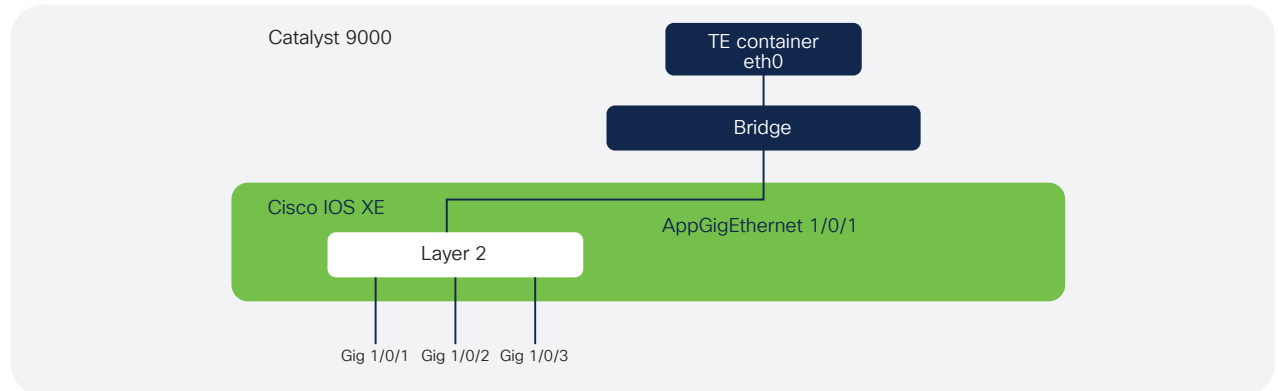 Catalyst 9000
TE container
eth0
Bridge
Cisco IOS XE
AppGigEthernet 1/0/1
Layer 2
Gig 1/0/1 Gig 1/0/2 Gig 1/0/3